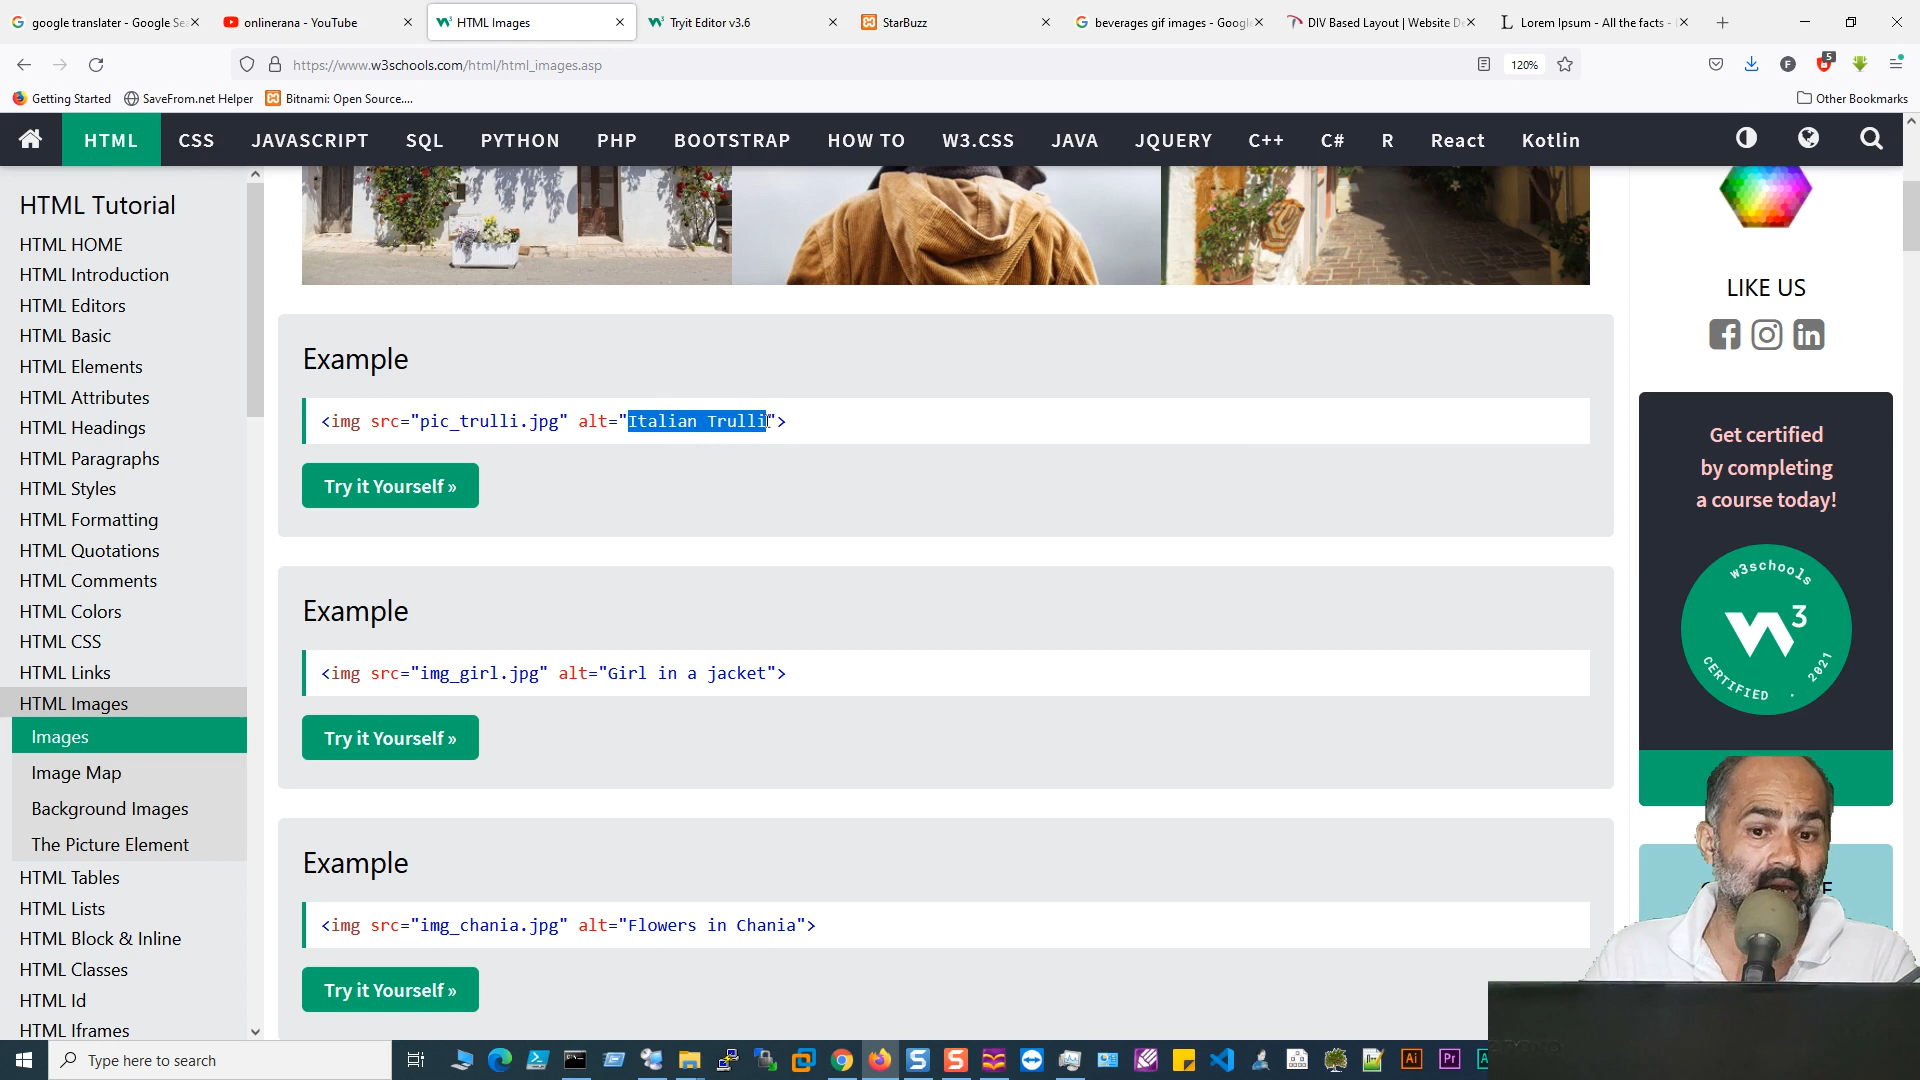 google translater - Google Se
onlinerana - YouTube
HTML Images
Tryit Editor v3.6
StarBuzz
beverages gif images - Google
DIV Based Layout | Website De
Lorem Ipsum - All the facts -
https://www.w3schools.com/html/html_images.asp
120%
5
Getting Started
SaveFrom.net Helper
Bitnami: Open Source....
Other Bookmarks
HTML CSS JAVASCRIPT SQL PYTHON PHP BOOTSTRAP HOW TO W3.CSS JAVA JQUERY C++ C# R React Kotlin
HTML Tutorial
HTML HOME
HTML Introduction
HTML Editors
HTML Basic
HTML Elements
HTML Attributes
HTML Headings
HTML Paragraphs
HTML Styles
HTML Formatting
HTML Quotations
HTML Comments
HTML Colors
HTML CSS
HTML Links
HTML Images
Images
Image Map
Background Images
The Picture Element
HTML Tables
HTML Lists
HTML Block & Inline
HTML Classes
HTML Id
HTML Iframes
Example
<img src="pic_trulli.jpg" alt="Italian Trulli">
Try it Yourself »
Example
<img src="img_girl.jpg" alt="Girl in a jacket">
Try it Yourself »
Example
<img src="img_chania.jpg" alt="Flowers in Chania">
Try it Yourself »
LIKE US
Get certified
by completing
a course today!
w3schools
W3
CERTIFIED . 2021
Type here to search
Ai
Pr